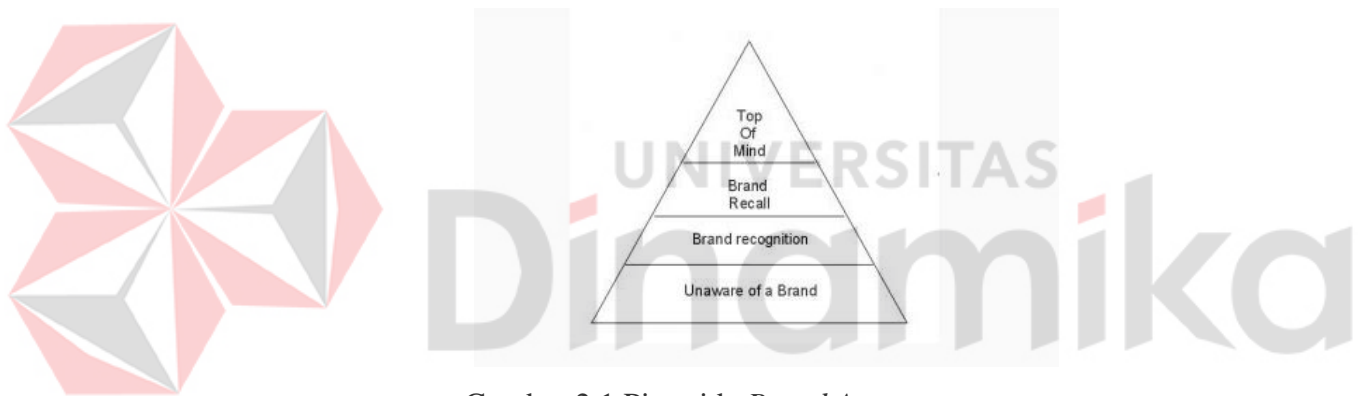 Top
Of
Mind
UNIVERSITAS
Brand
Recall
Dinamika
Brand recognition
Unaware of a Brand